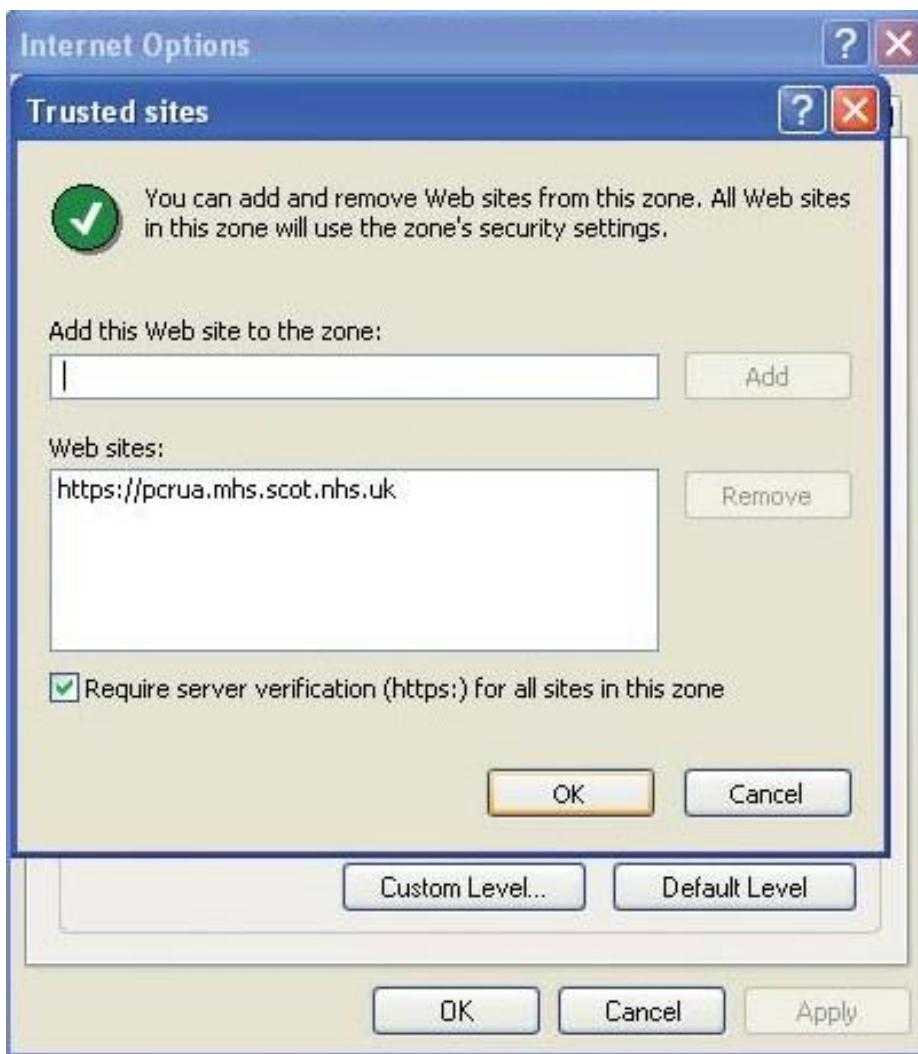 Internet Options
Trusted sites
You can add and remove Web sites from this zone. All Web sites
in this zone will use the zone's security settings.
Add this Web site to the zone:
Add
Web sites:
https://pcrua.mhs.scot.nhs.uk
Remove
Require server verification (https:) for all sites in this zone
OK
Cancel
Custom Level...
Default Level
OK
Cancel
Apply